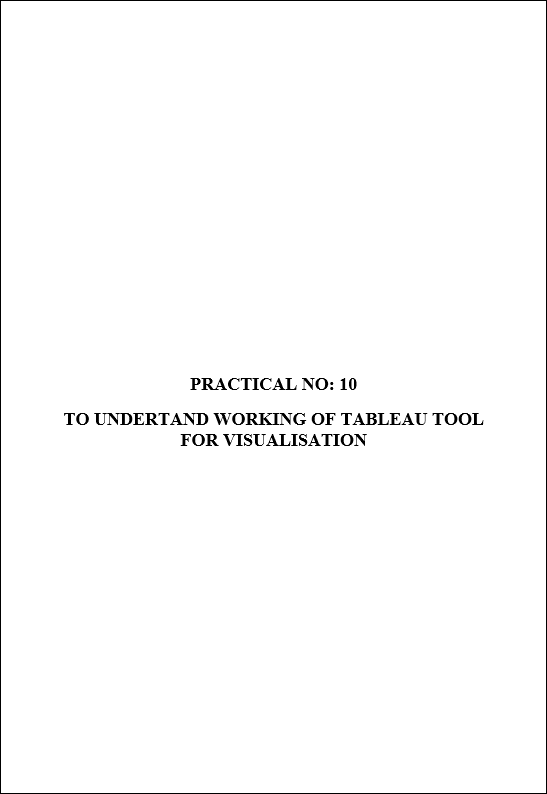 PRACTICAL NO: 10
TO UNDERTAND WORKING OF TABLEAU TOOL
FOR VISUALISATION